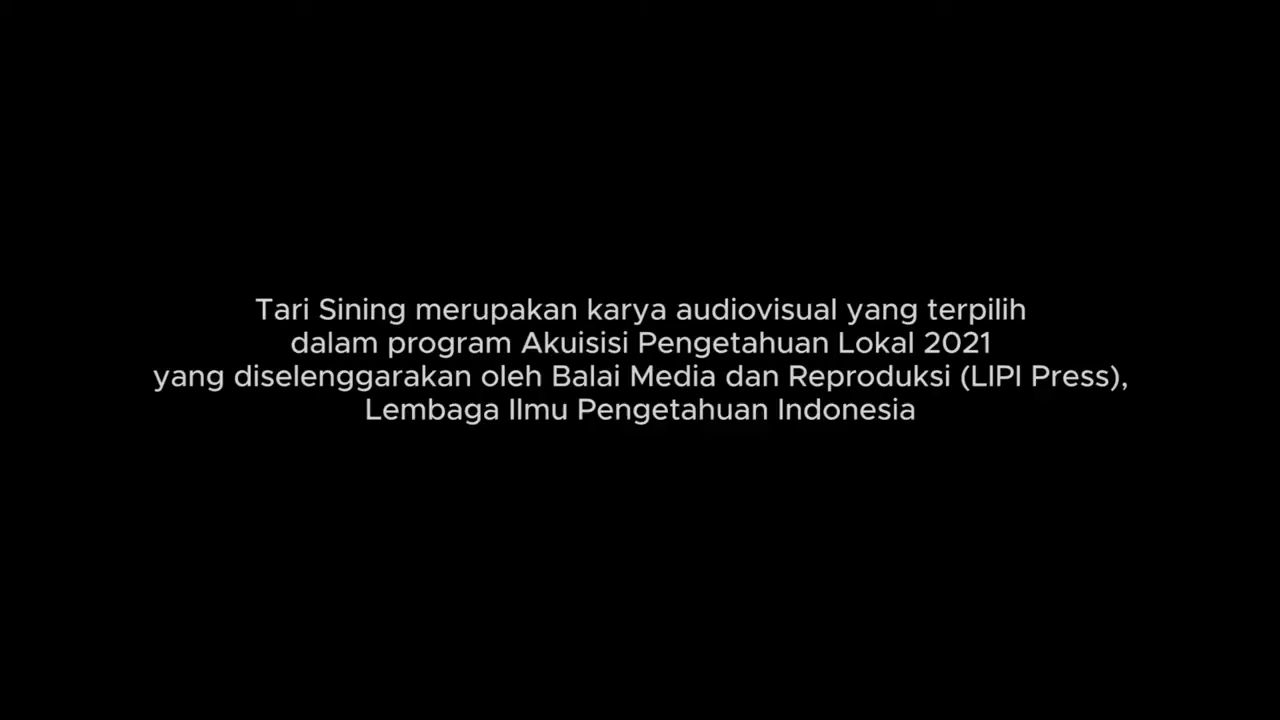 Tari Sining merupakan karya audiovisual yang terpilih
dalam program Akuisisi Pengetahuan Lokal 2021
yang diselenggarakan oleh Balai Media dan Reproduksi (LIPI Press),
Lembaga Ilmu Pengetahuan Indonesia